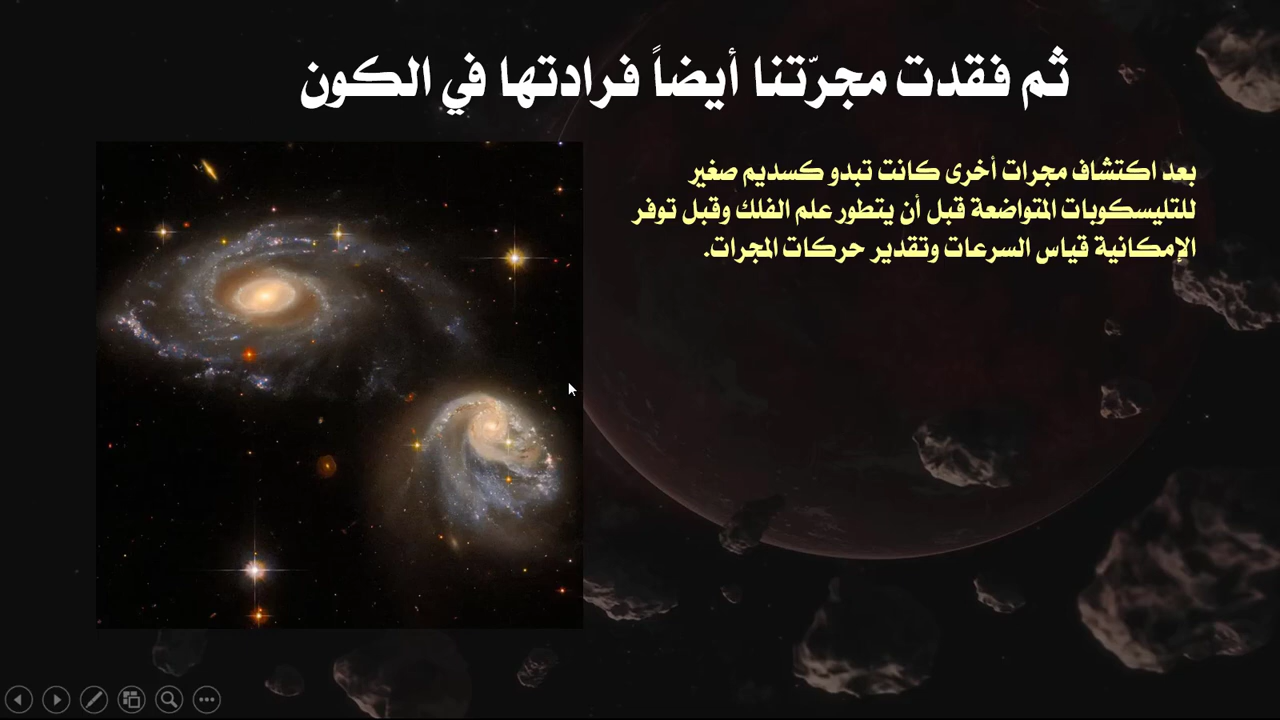 ثم فقدت مجرّتنا أيضاً فرادتها في الكون
بعد اكتشاف مجرات أخرى كانت تبدو كسديم صغير
للتليسكوبات المتواضعة قبل أن يتطور علم الفلك وقبل توفر
الإمكانية قياس السرعات وتقدير حركات المجرات.